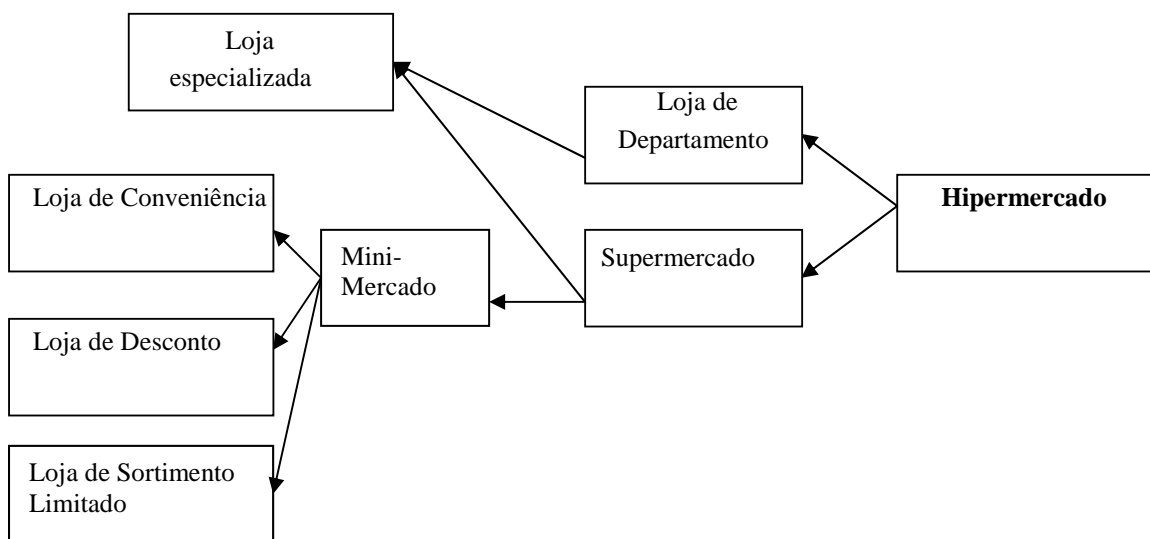 Loja
especializada
Loja de
Departamento
Loja de Conveniência
Hipermercado
Mini-
Mercado
Supermercado
Loja de Desconto
Loja de Sortimento
Limitado